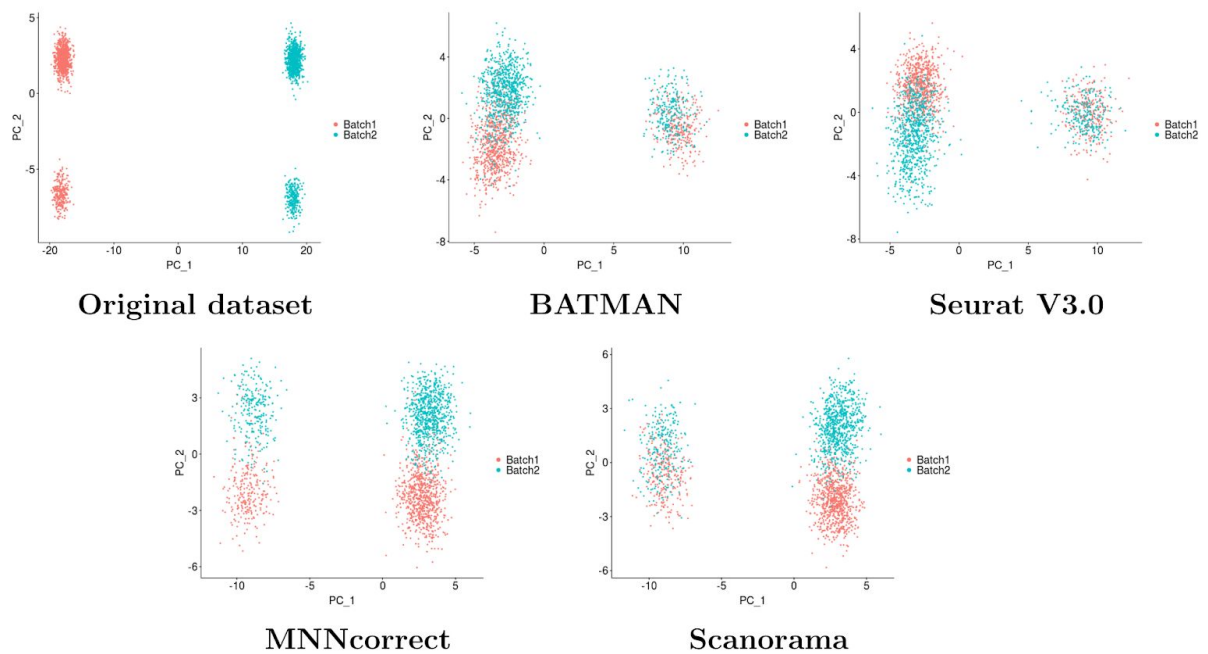 5
0
-5
PC_2
-20
-10
0
10
20
PC_1
Batch1
Batch2
Original dataset
4
0
-4
-8
PC_2
-5
0
5
10
PC_1
Batch1
Batch2
BATMAN
4
0
-4
-8
PC_2
-5
0
5
10
PC_1
Batch1
Batch2
Seurat V3.0
3
0
-3
-6
PC_2
-10
-5
0
5
PC_1
Batch1
Batch2
MNNcorrect
6
3
0
-3
-6
PC_2
-10
-5
0
5
PC_1
Batch1
Batch2
Scanorama